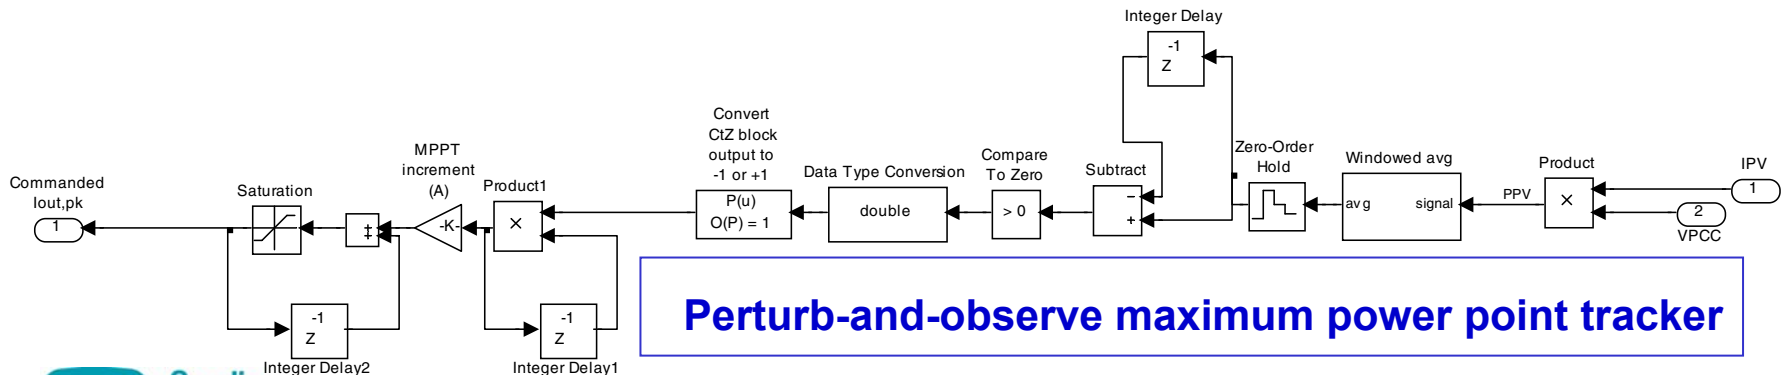 Integer Delay
-1
Z
Convert
CtZ block
output to
-1 or +1
MPPT
increment
(A)
Commanded
Iout,pk
1
Saturation
Product1
-K-
×
P(u)
O(P) = 1
Data Type Conversion
double
Compare
To Zero
> 0
Subtract
−
+
Zero-Order
Hold
Windowed avg
avg
signal
PPV
Product
×
IPV
1
2
VPCC
+
+
-1
Z
Integer Delay2
-1
Z
Integer Delay1
Perturb-and-observe maximum power point tracker